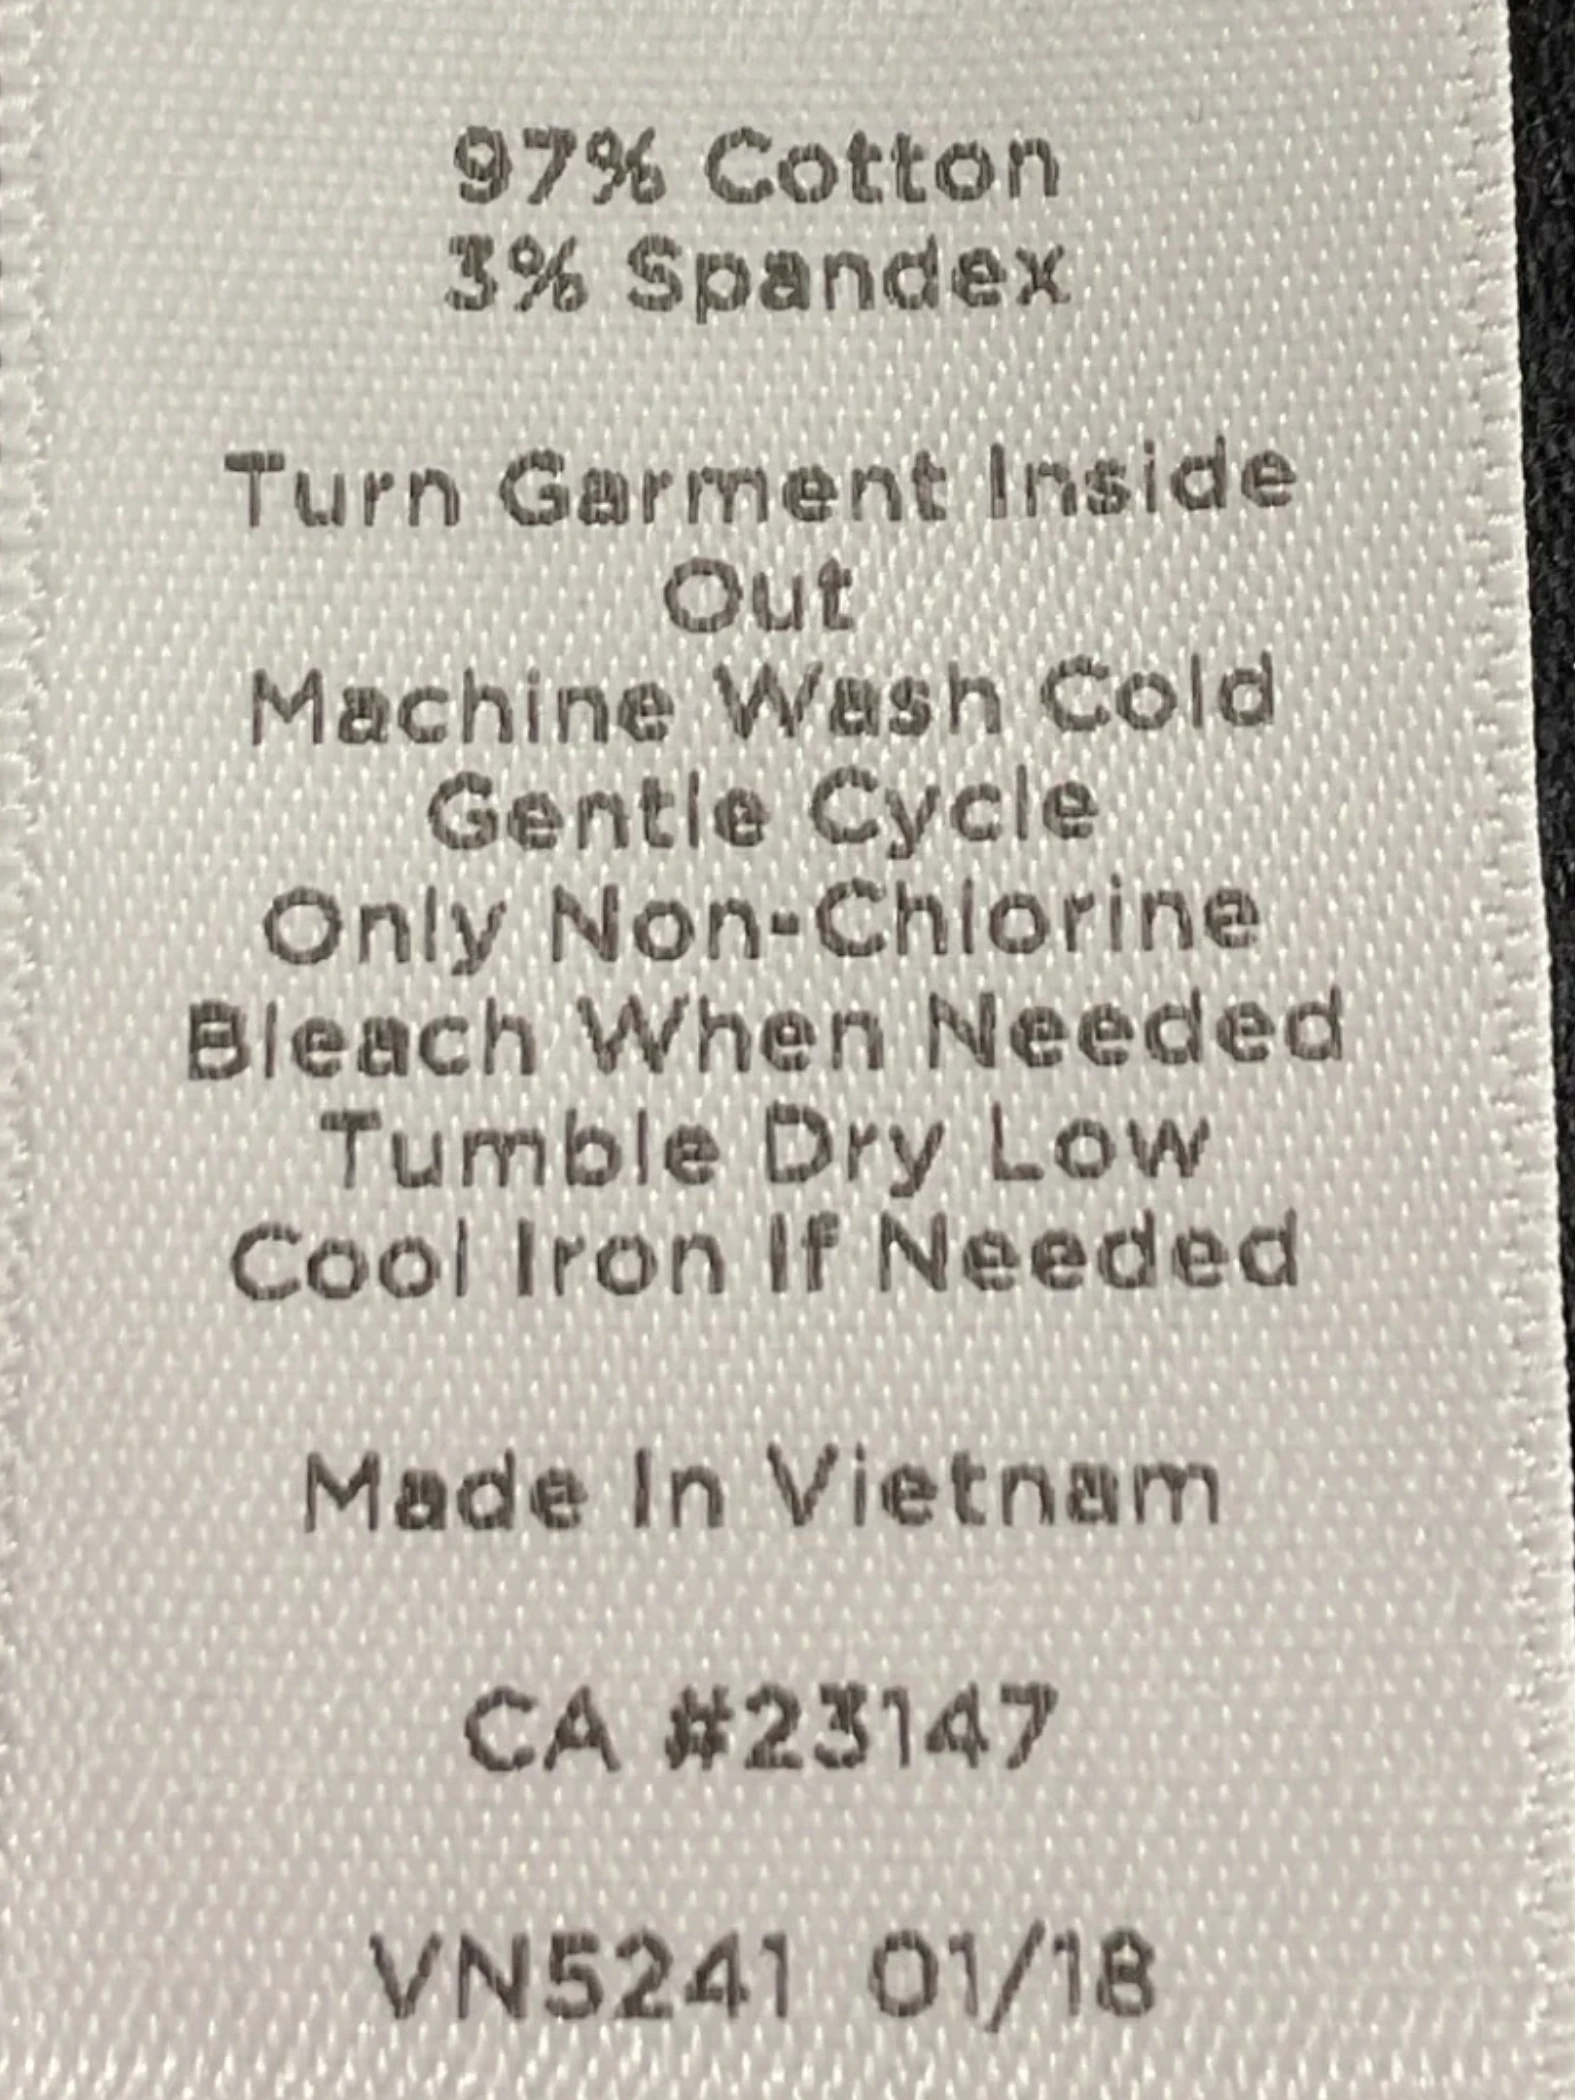 97% Cotton
3% Spandex
Turn Garment Inside
Out
Machine Wash Cold
Gentle Cycle
Only Non-Chlorine
Bleach When Needed
Tumble Dry Low
Cool Iron If Needed
Made In Vietnam
CA #23147
VN5241 01/18